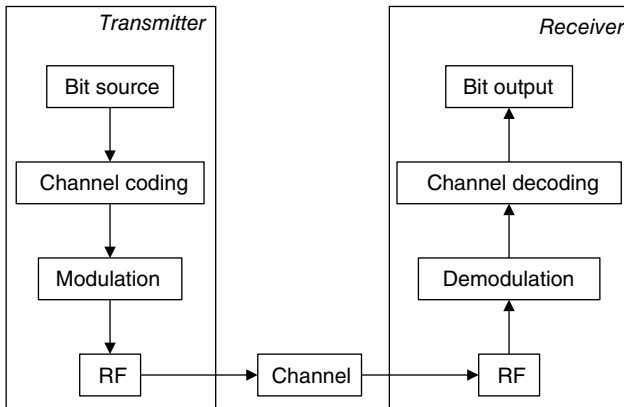 Transmitter
Receiver
Bit source
Bit output
Channel coding
Channel decoding
Modulation
Demodulation
RF
Channel
RF